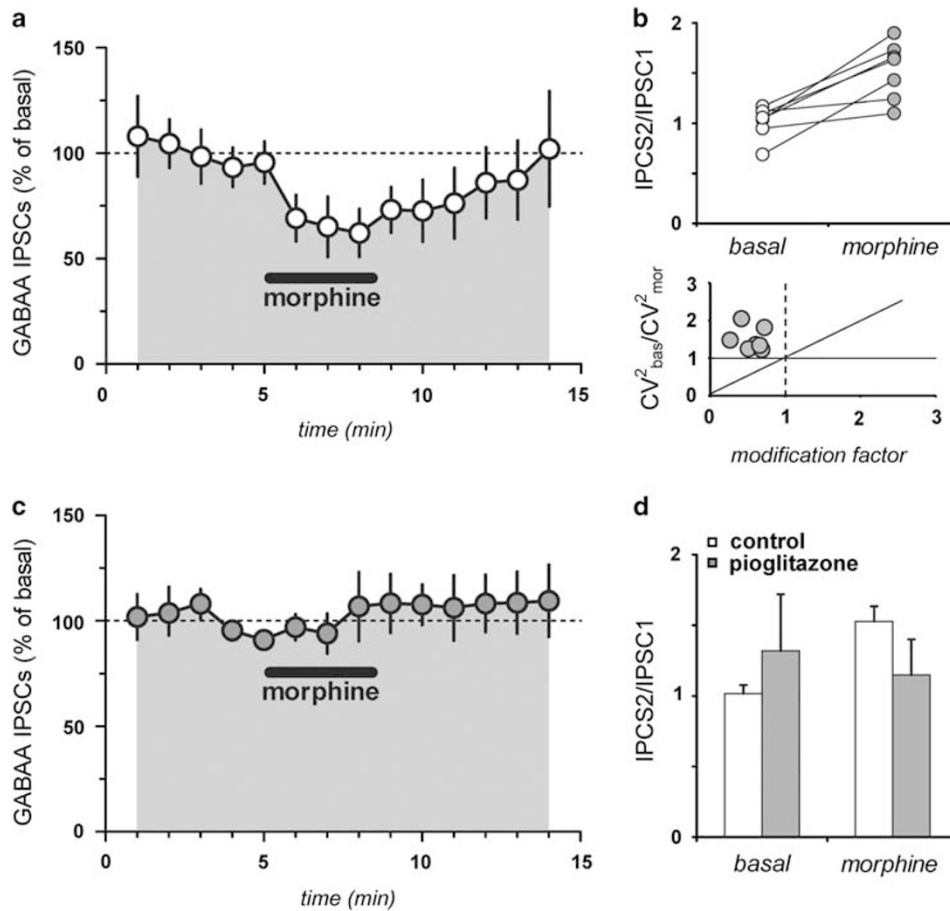 a
150
100
50
0
GABAA IPSCs (% of basal)
morphine
0 5 10 15
time (min)
b
2
1
0
IPCS2/IPSC1
basal morphine
3
2
1
0
CV²bas/CV²mor
0 1 2 3
modification factor
c
150
100
50
0
GABAA IPSCs (% of basal)
morphine
0 5 10 15
time (min)
d
control
pioglitazone
2
1
0
IPCS2/IPSC1
basal morphine